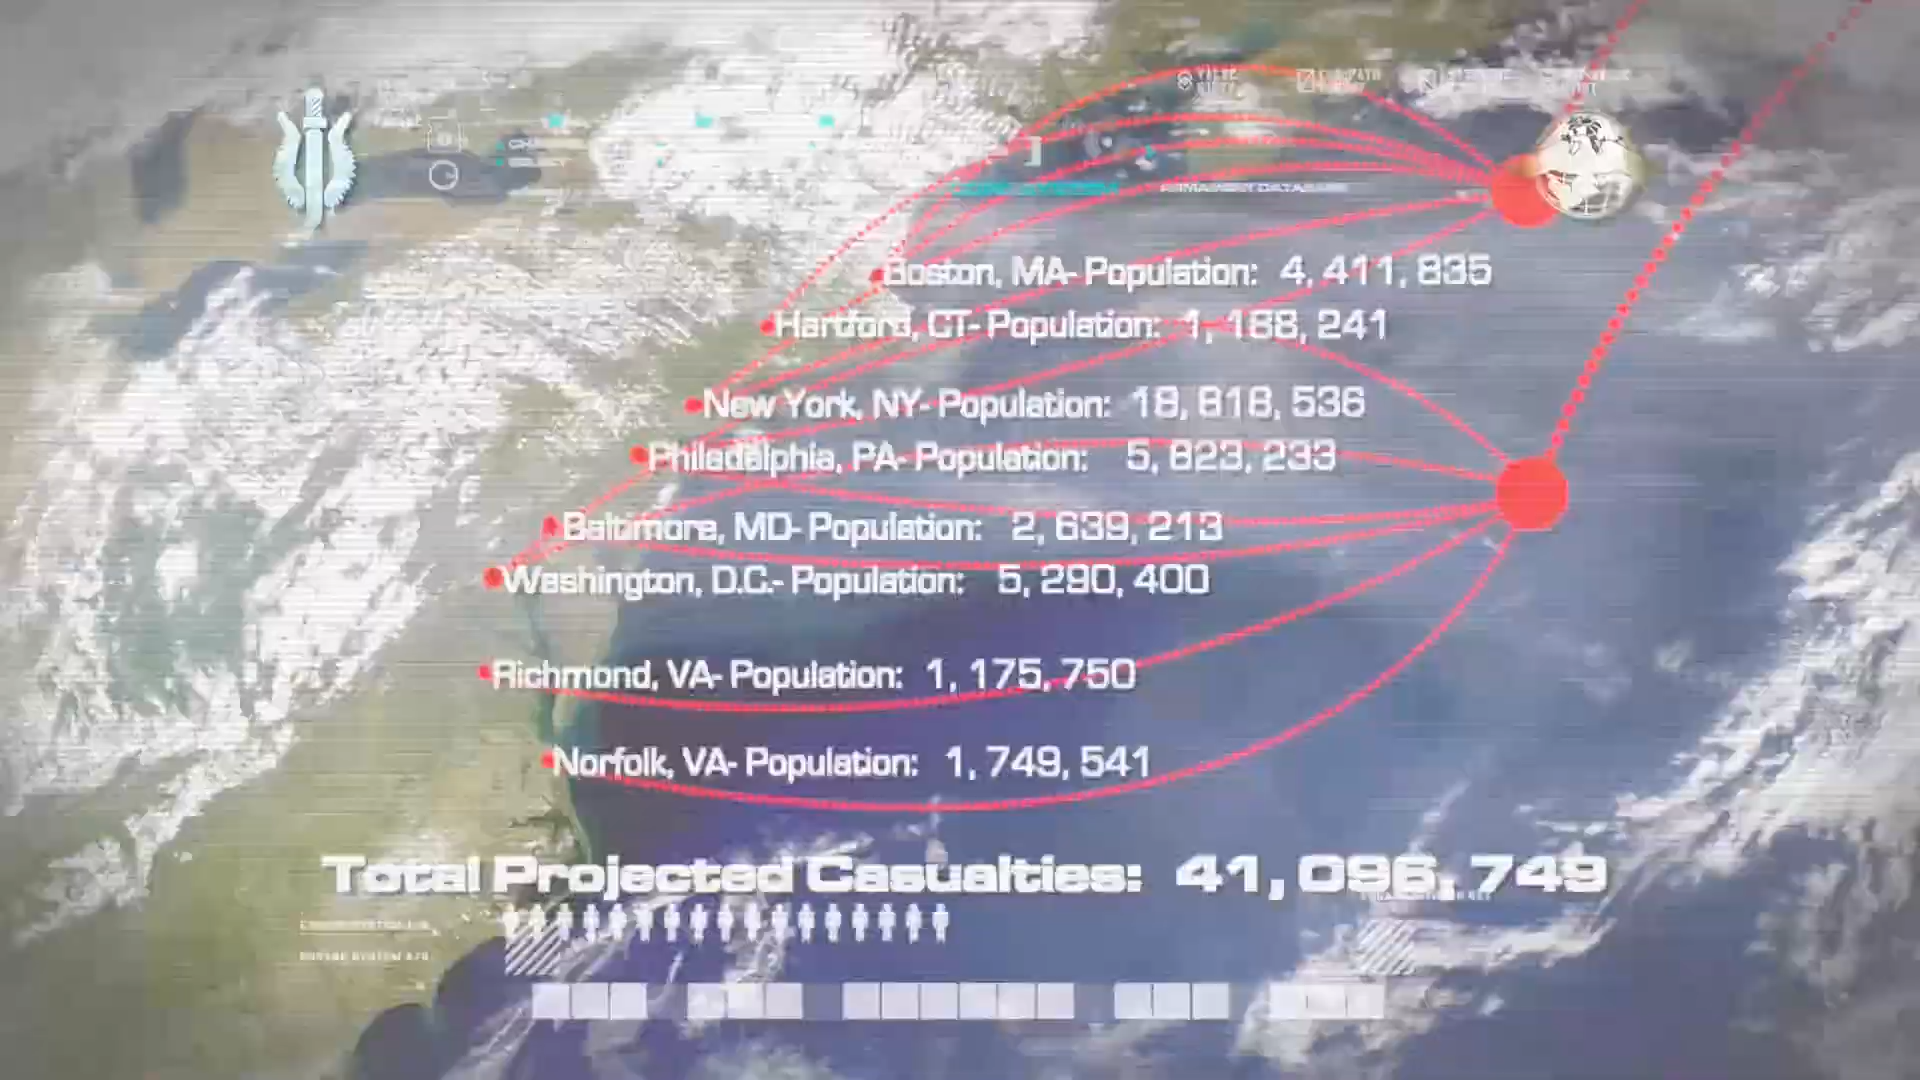 ARMAMENT DATABASE
Boston, MA- Population: 4, 411, 835
Hartford, CT- Population: 1, 188, 241
New York, NY- Population: 18, 818, 536
Philadelphia, PA- Population: 5, 823, 233
Baltimore, MD- Population: 2, 639, 213
Washington, D.C.- Population: 5, 290, 400
Richmond, VA- Population: 1, 175, 750
Norfolk, VA- Population: 1, 749, 541
Total Projected Casualties: 41, 096, 749